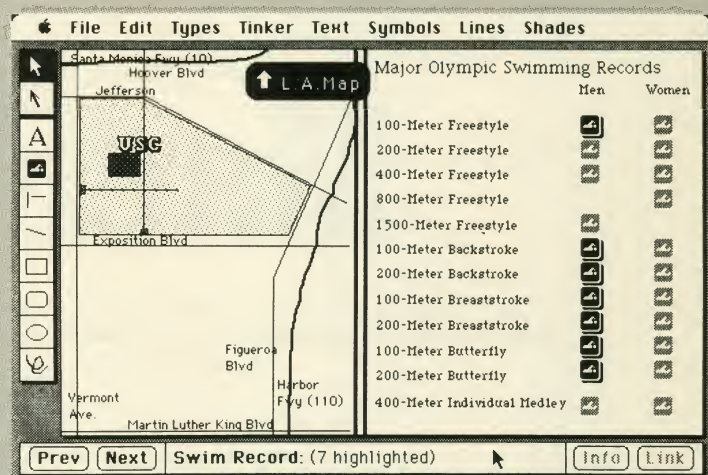 File Edit Types Tinker Text Symbols Lines Shades
Santa Monica Fwy (10)
Hoover Blvd
Jefferson
L.A.Map
USC
Exposition Blvd
Figueroa
Blvd
Harbor
Fwy (110)
Vermont
Ave.
Martin Luther King Blvd
A
Major Olympic Swimming Records
Men Women
100-Meter Freestyle
200-Meter Freestyle
400-Meter Freestyle
800-Meter Freestyle
1500-Meter Freestyle
100-Meter Backstroke
200-Meter Backstroke
100-Meter Breaststroke
200-Meter Breaststroke
100-Meter Butterfly
200-Meter Butterfly
400-Meter Individual Medley
Prev Next Swim Record: (7 highlighted) Info Link